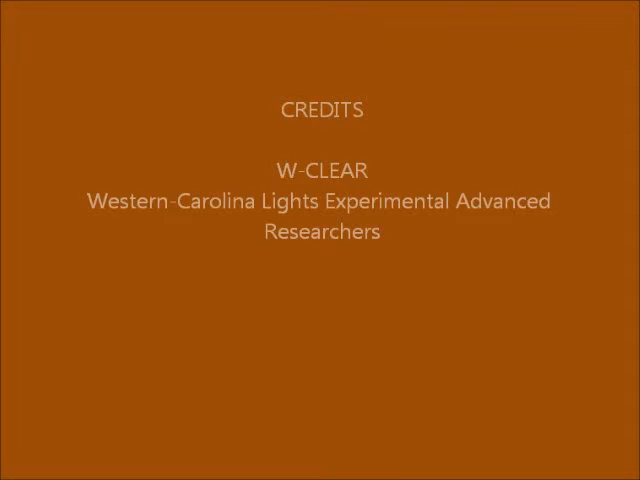 CREDITS
W-CLEAR
Western-Carolina Lights Experimental Advanced
Researchers